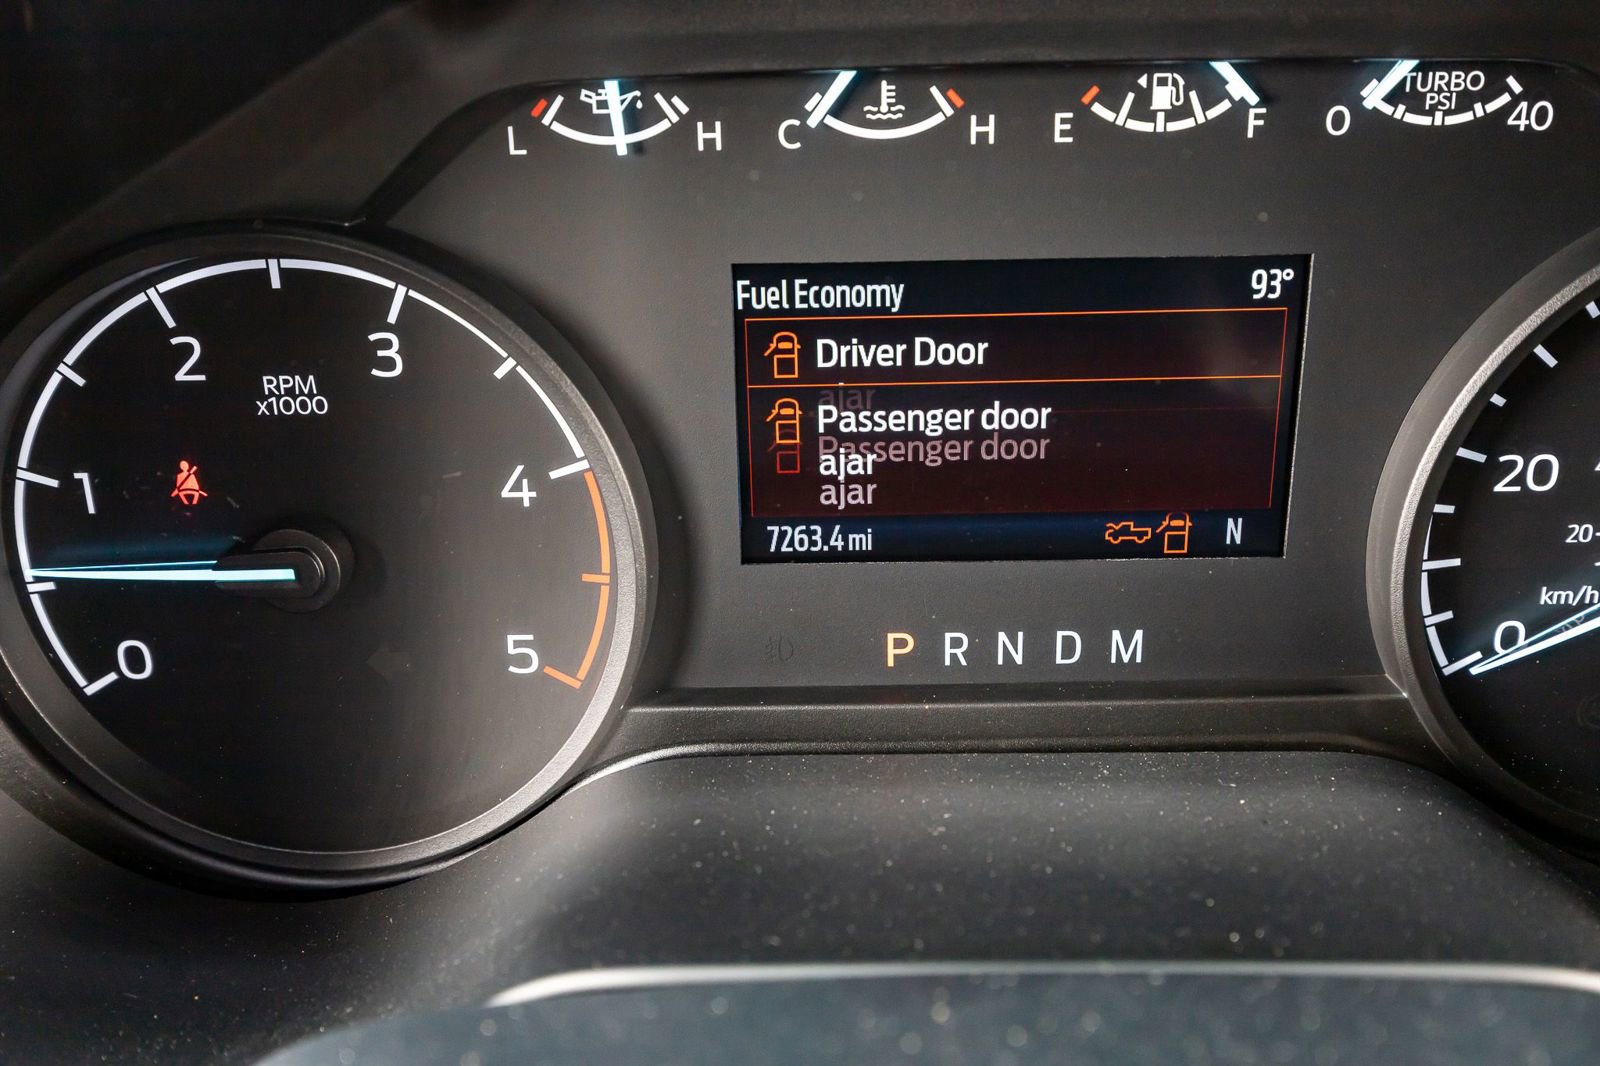 L H C H E F 0 TURBO PSI 40
Fuel Economy 93°
Driver Door
ajar
Passenger door
Passenger door
ajar
ajar
7263.4 mi N
P R N D M
RPM
x1000
0 1 2 3 4 5
20
20
km/h
0